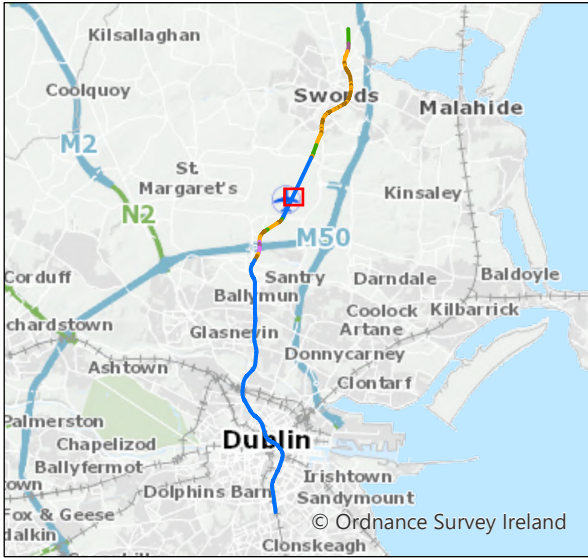 Kilsallaghan
Coolquoy
Swords
Malahide
M2
St.
Margaret's
Kinsaley
N2
M50
Corduff
Santry
Darndale
Baldoyle
Ballymun
chardstown
Glasnevin
Coolock
Kilbarrick
Artane
Donnycarney
Ashtown
Clontarf
Palmerston
Chapelizod
Dublin
Ballyfermot
town
Dolphins Barn
Irishtown
Sandymount
Fox & Geese
dalkin
© Ordnance Survey Ireland
Clonskeagh